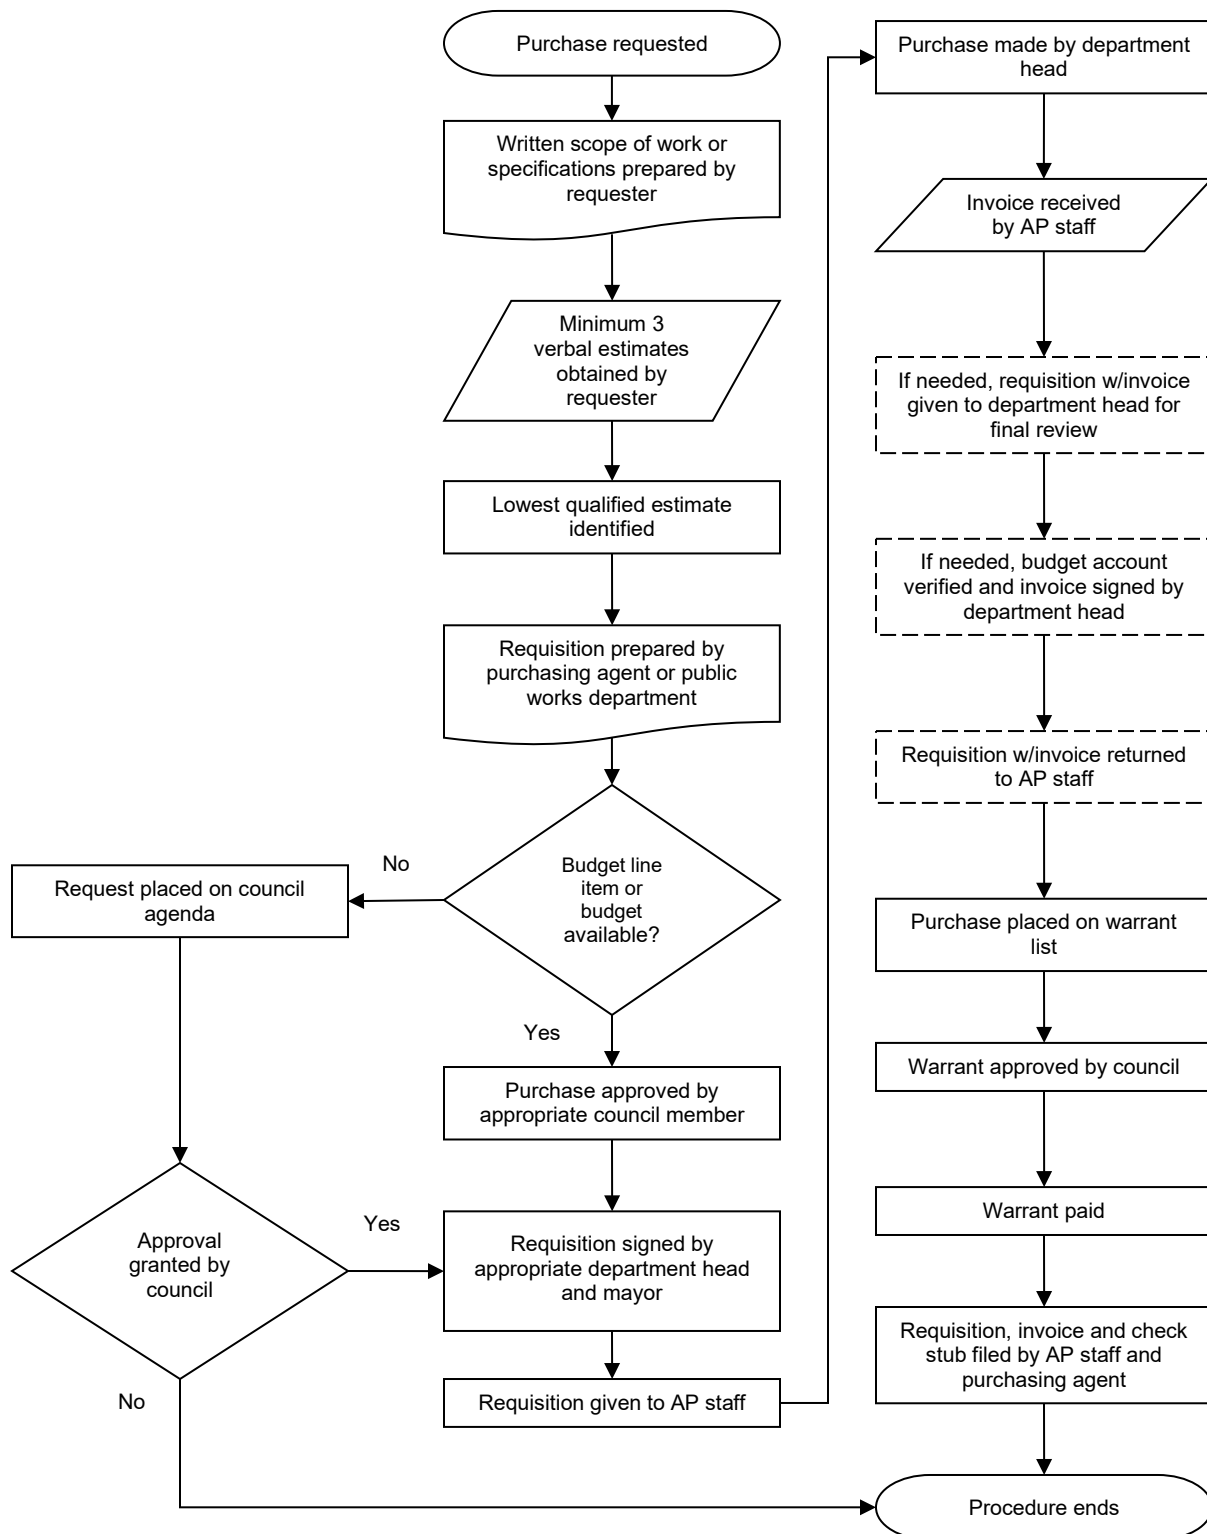 Purchase requested
Written scope of work or
specifications prepared by
requester
Minimum 3
verbal estimates
obtained by
requester
Lowest qualified estimate
identified
Requisition prepared by
purchasing agent or public
works department
Budget line
item or
budget
available?
No
Request placed on council
agenda
Yes
Purchase approved by
appropriate council member
Approval
granted by
council
Yes
No
Requisition signed by
appropriate department head
and mayor
Requisition given to AP staff
Purchase made by department
head
Invoice received
by AP staff
If needed, requisition w/invoice
given to department head for
final review
If needed, budget account
verified and invoice signed by
department head
Requisition w/invoice returned
to AP staff
Purchase placed on warrant
list
Warrant approved by council
Warrant paid
Requisition, invoice and check
stub filed by AP staff and
purchasing agent
Procedure ends